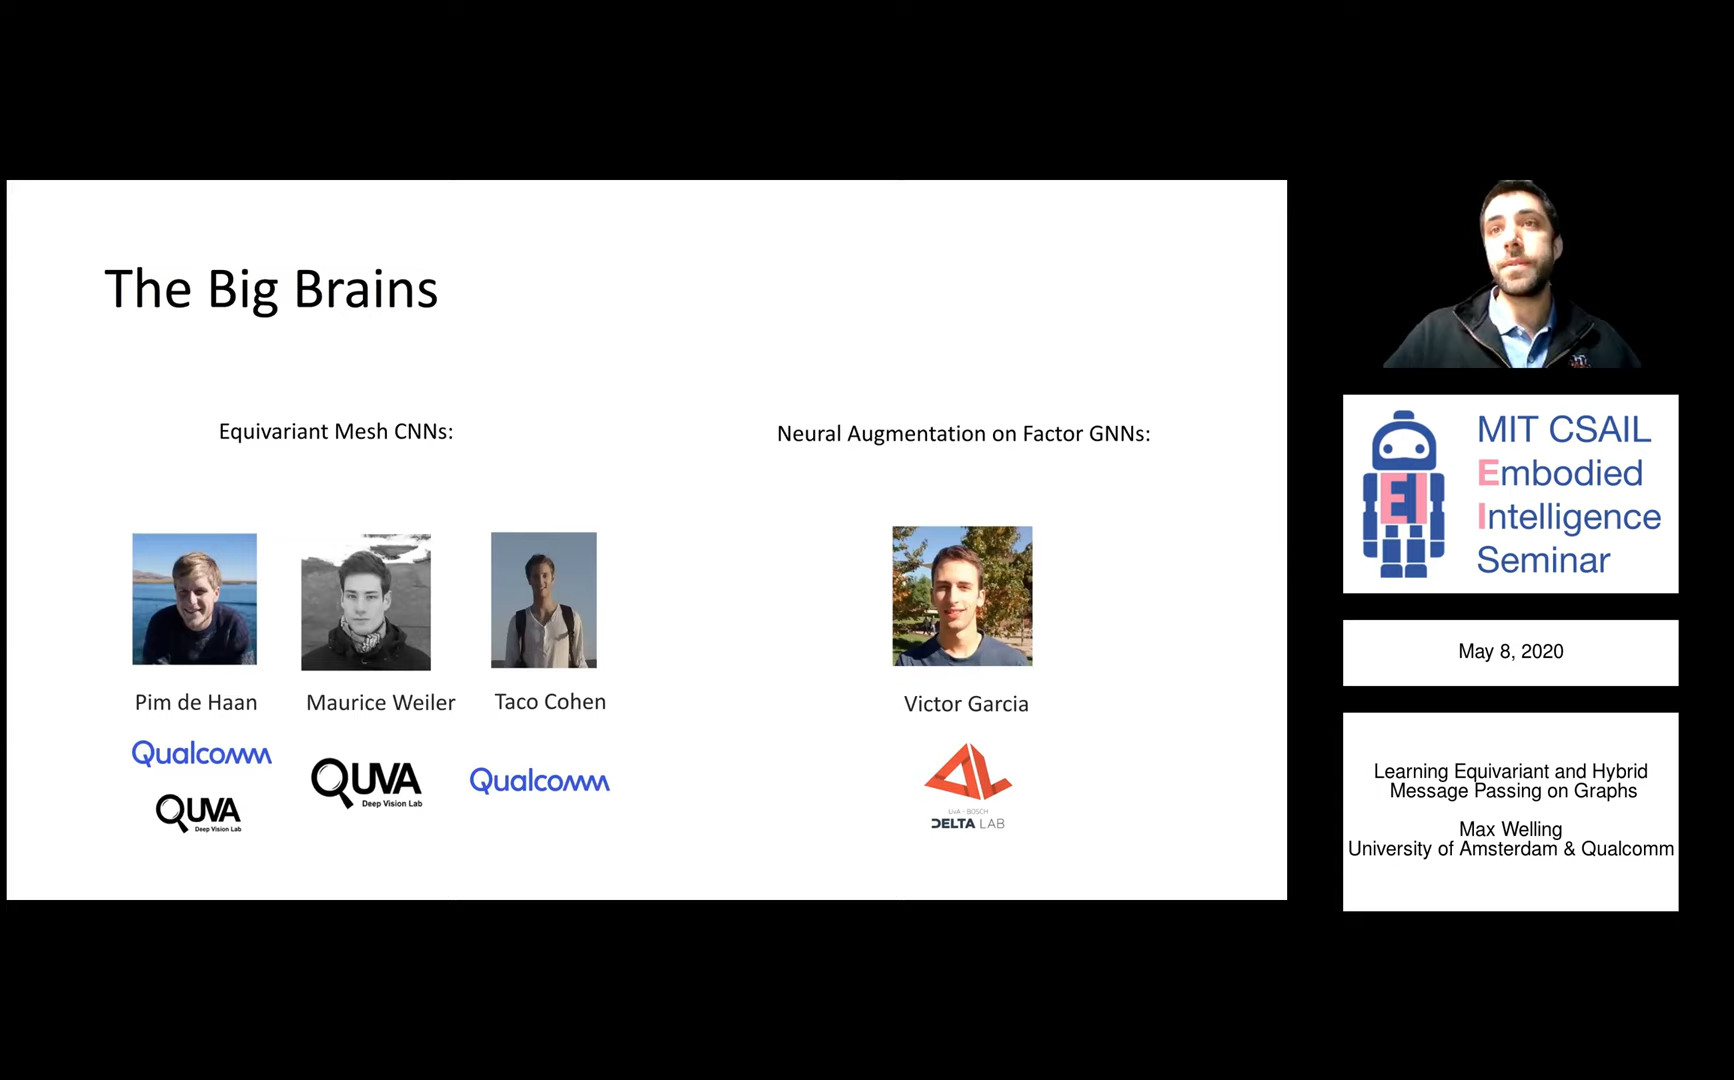 The Big Brains
Equivariant Mesh CNNs:
Neural Augmentation on Factor GNNs:
Pim de Haan
Maurice Weiler
Taco Cohen
Victor Garcia
Qualcomm
QUVA
Deep Vision Lab
QUVA
Deep Vision Lab
Qualcomm
UvA - BOSCH
DELTA LAB
EI
MIT CSAIL
Embodied
Intelligence
Seminar
May 8, 2020
Learning Equivariant and Hybrid
Message Passing on Graphs
Max Welling
University of Amsterdam & Qualcomm